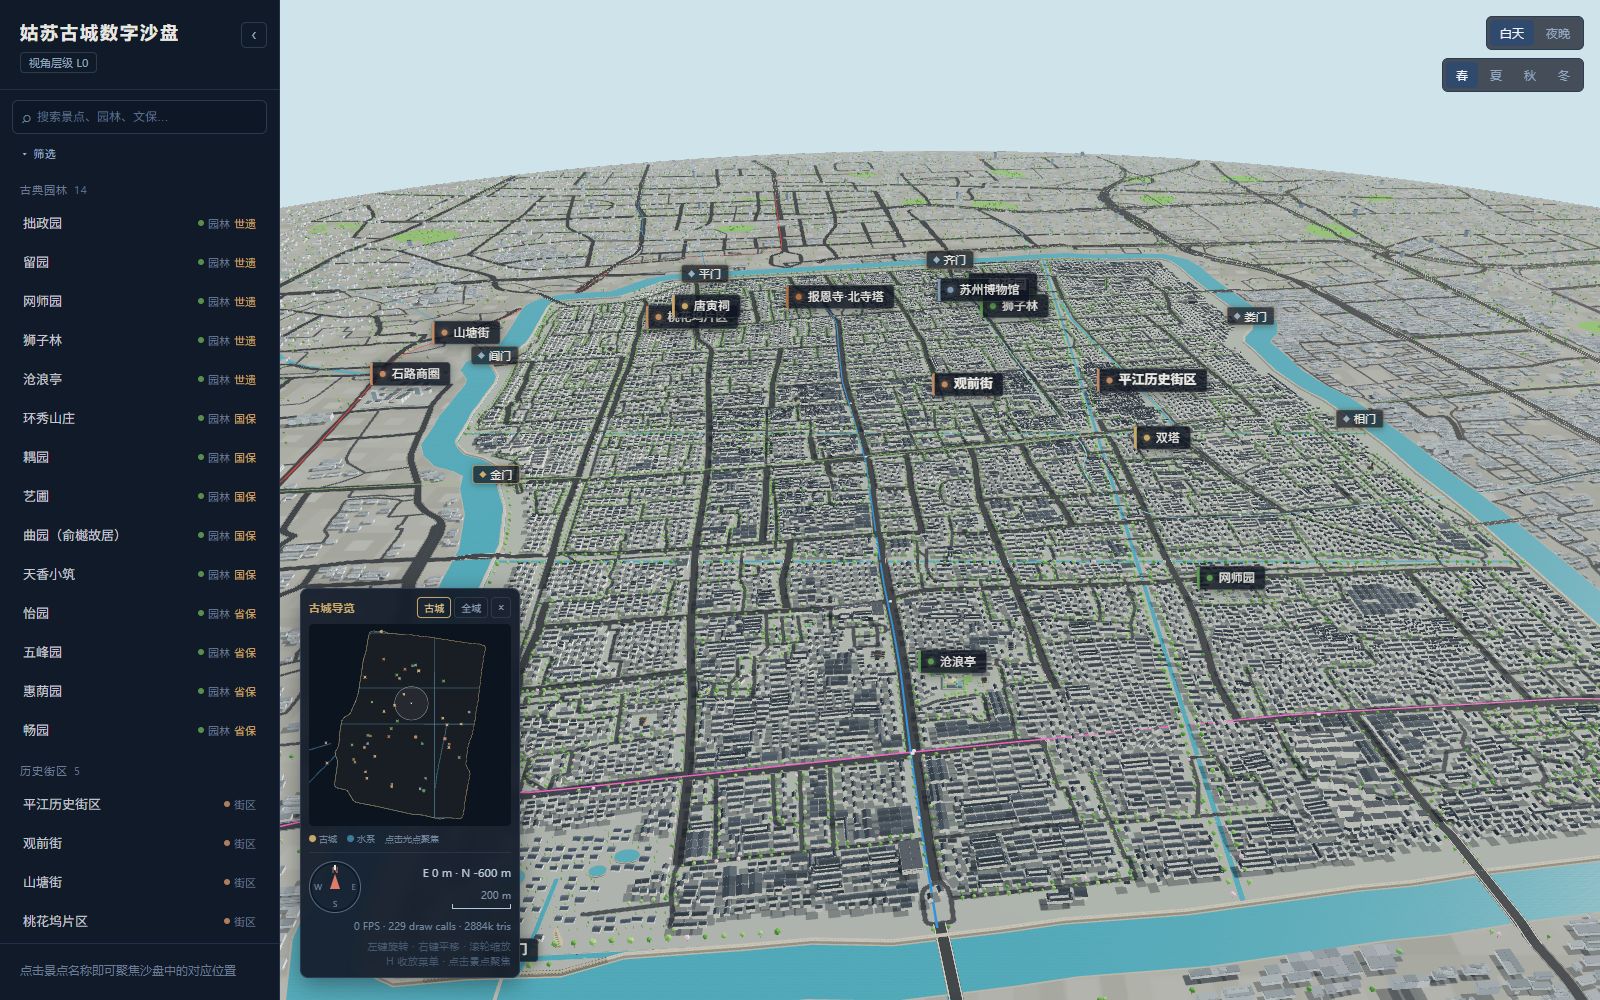 姑苏古城数字沙盘
‹
视角层级 L0
搜索景点、园林、文保…
筛选
古典园林 14
拙政园 园林 世遗
留园 园林 世遗
网师园 园林 世遗
狮子林 园林 世遗
沧浪亭 园林 世遗
环秀山庄 园林 国保
耦园 园林 国保
艺圃 园林 国保
曲园（俞樾故居） 园林 国保
天香小筑 园林 国保
怡园 园林 省保
五峰园 园林 省保
惠荫园 园林 省保
畅园 园林 省保
历史街区 5
平江历史街区 街区
观前街 街区
山塘街 街区
桃花坞片区 街区
点击景点名称即可聚焦沙盘中的对应位置
白天 夜晚
春 夏 秋 冬
齐门
平门
苏州博物馆
报恩寺·北寺塔
唐寅祠
狮子林
桃花坞片区
娄门
山塘街
阊门
石路商圈
平江历史街区
观前街
相门
双塔
金门
网师园
沧浪亭
古城导览 古城 全域 ×
古城 水系 点击光点聚焦
N
W E
S
E 0 m · N -600 m
200 m
0 FPS · 229 draw calls · 2884k tris
左键旋转 · 右键平移 · 滚轮缩放
H 收放菜单 · 点击景点聚焦
门